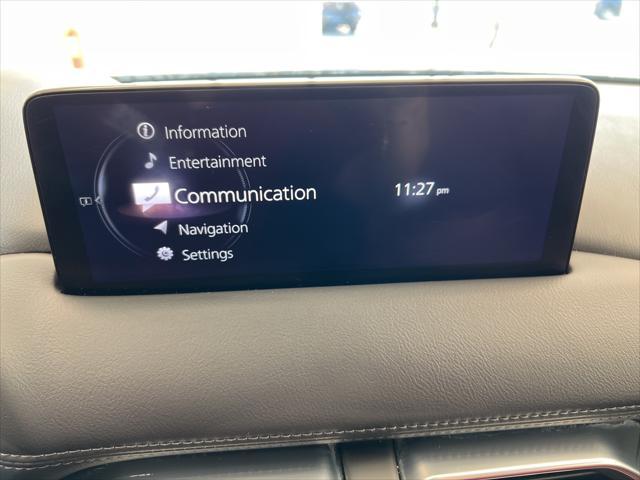 Information
Entertainment
Communication
11:27 pm
Navigation
Settings